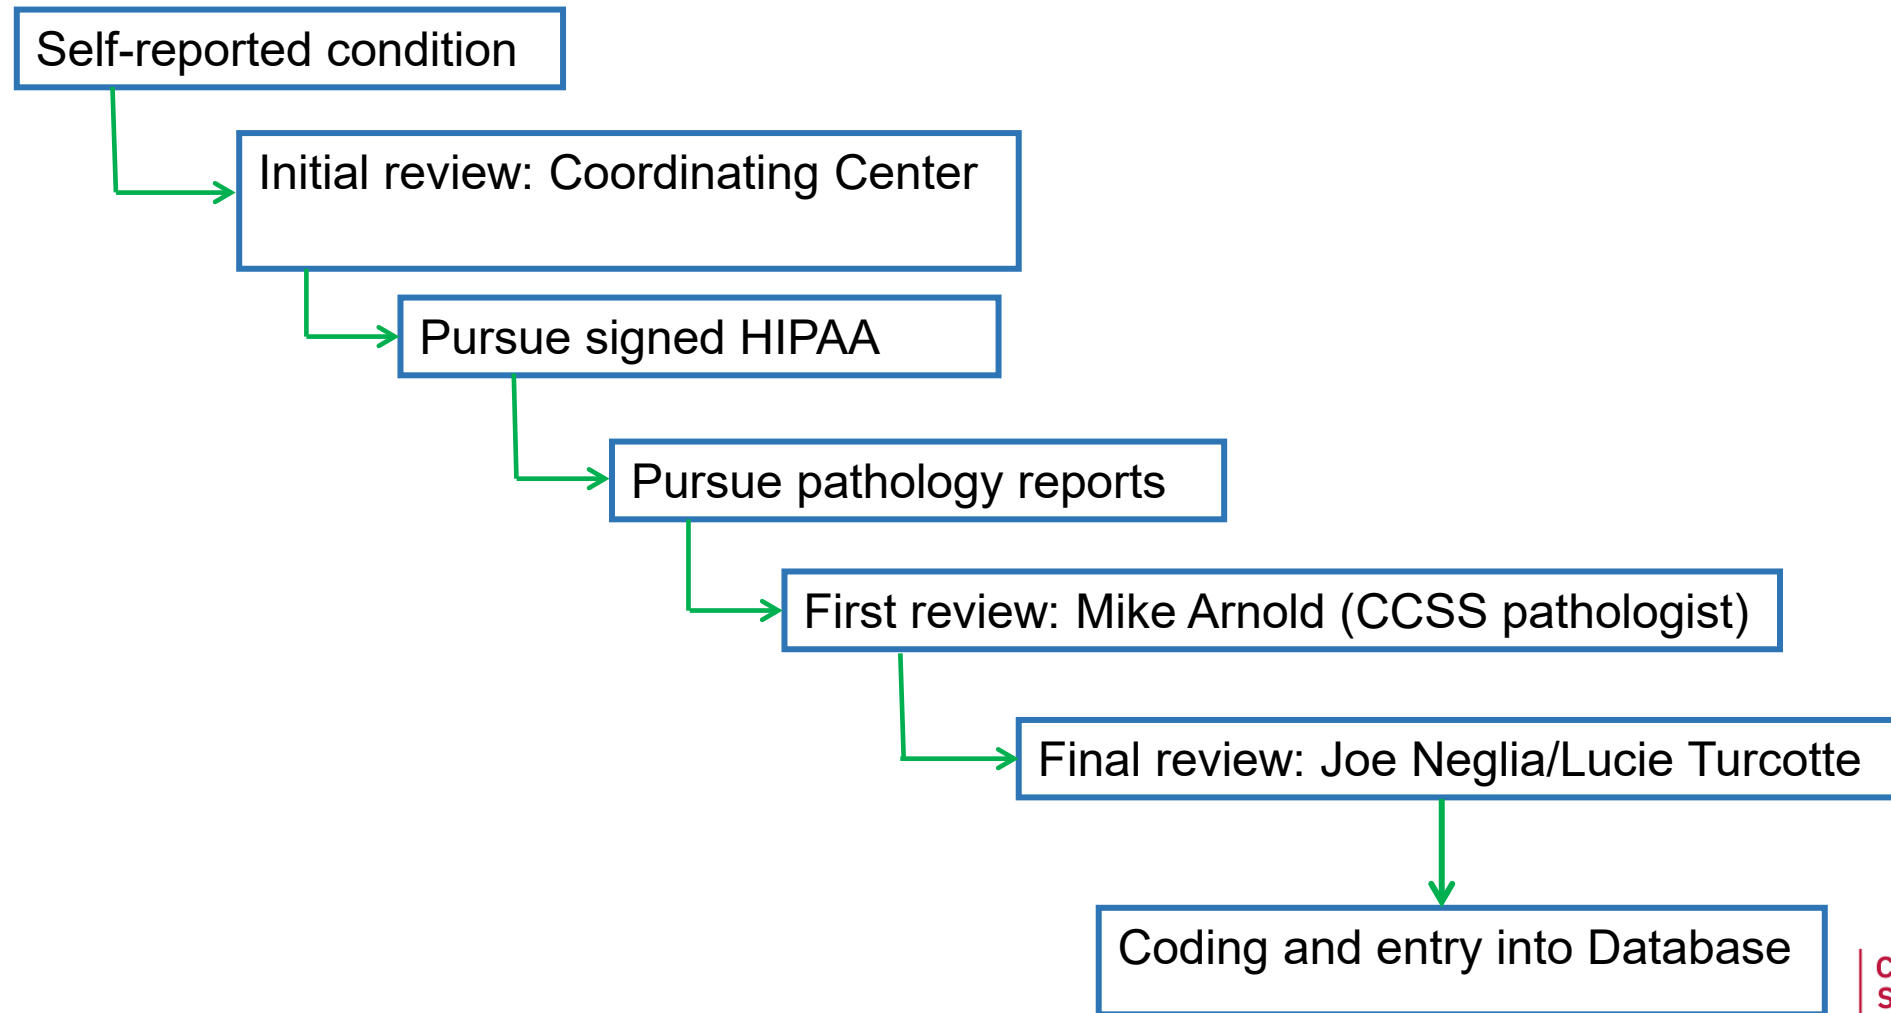 Self-reported condition
Initial review: Coordinating Center
Pursue signed HIPAA
Pursue pathology reports
First review: Mike Arnold (CCSS pathologist)
Final review: Joe Neglia/Lucie Turcotte
Coding and entry into Database